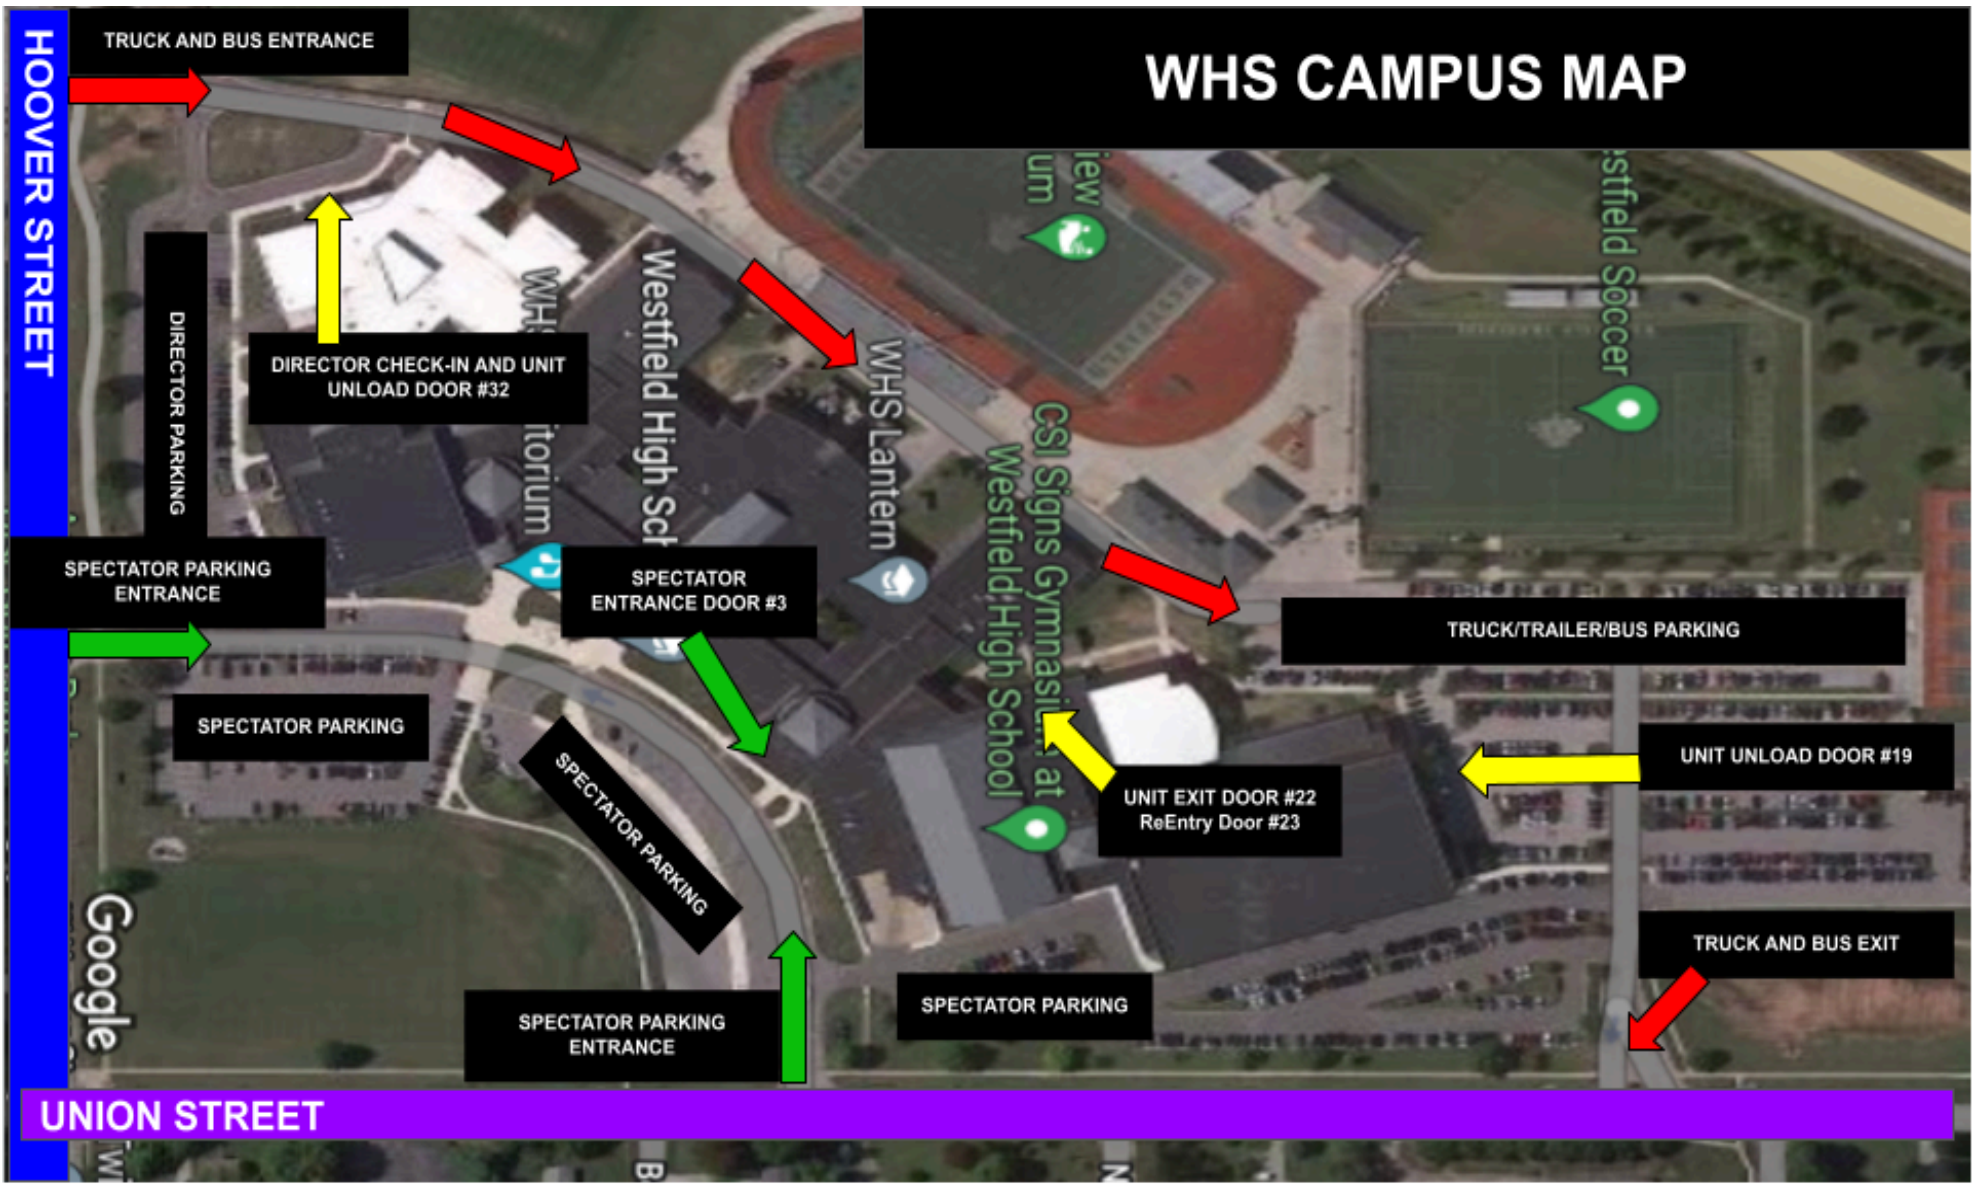 TRUCK AND BUS ENTRANCE
WHS CAMPUS MAP
HOOVER STREET
DIRECTOR PARKING
DIRECTOR CHECK-IN AND UNIT
UNLOAD DOOR #32
Westfield High
WHS Lantern
CSI Signs Gymnasium at
Westfield High School
Soccer
SPECTATOR PARKING
ENTRANCE
SPECTATOR
ENTRANCE DOOR #3
TRUCK/TRAILER/BUS PARKING
SPECTATOR PARKING
SPECTATOR PARKING
UNIT UNLOAD DOOR #19
UNIT EXIT DOOR #22
ReEntry Door #23
TRUCK AND BUS EXIT
SPECTATOR PARKING
SPECTATOR PARKING
ENTRANCE
Google
UNION STREET
B
N